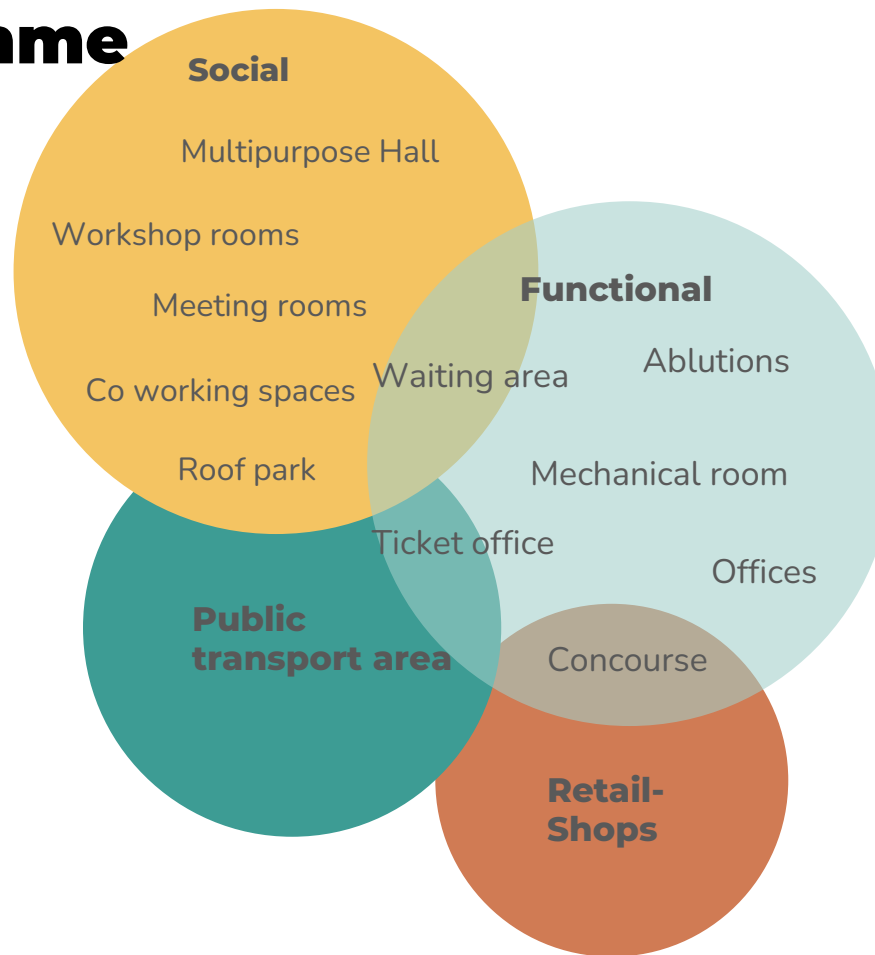 ame
Social
Multipurpose Hall
Workshop rooms
Meeting rooms
Co working spaces
Roof park
Functional
Waiting area
Ablutions
Mechanical room
Ticket office
Offices
Public
transport area
Concourse
Retail-
Shops